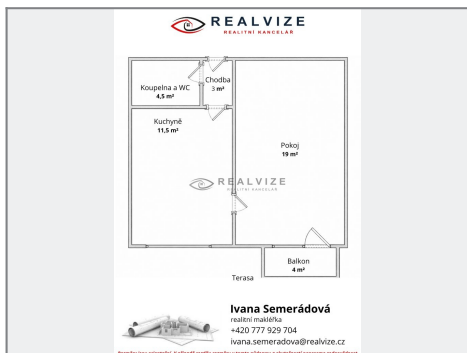 REALVIZE
REALITNÍ KANCELÁŘ
Koupelna a WC
4,5 m²
Chodba
3 m²
Kuchyně
11,5 m²
Pokoj
19 m²
REALVIZE
REALITNÍ KANCELÁŘ
Balkon
4 m²
Terasa
Ivana Semerádová
realitní makléřka
+420 777 929 704
ivana.semeradova@realvize.cz